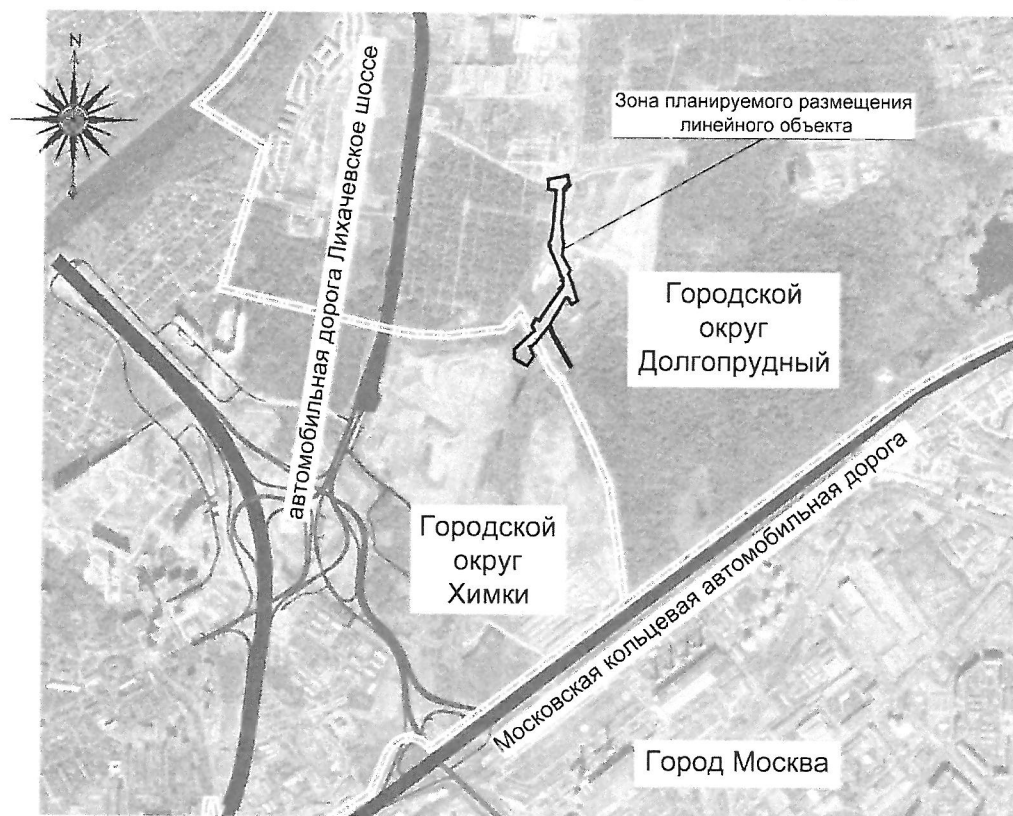 N
Зона планируемого размещения
линейного объекта
автомобильная дорога Лихачевское шоссе
Городской
округ
Долгопрудный
Городской
округ
Химки
Московская кольцевая автомобильная дорога
Город Москва